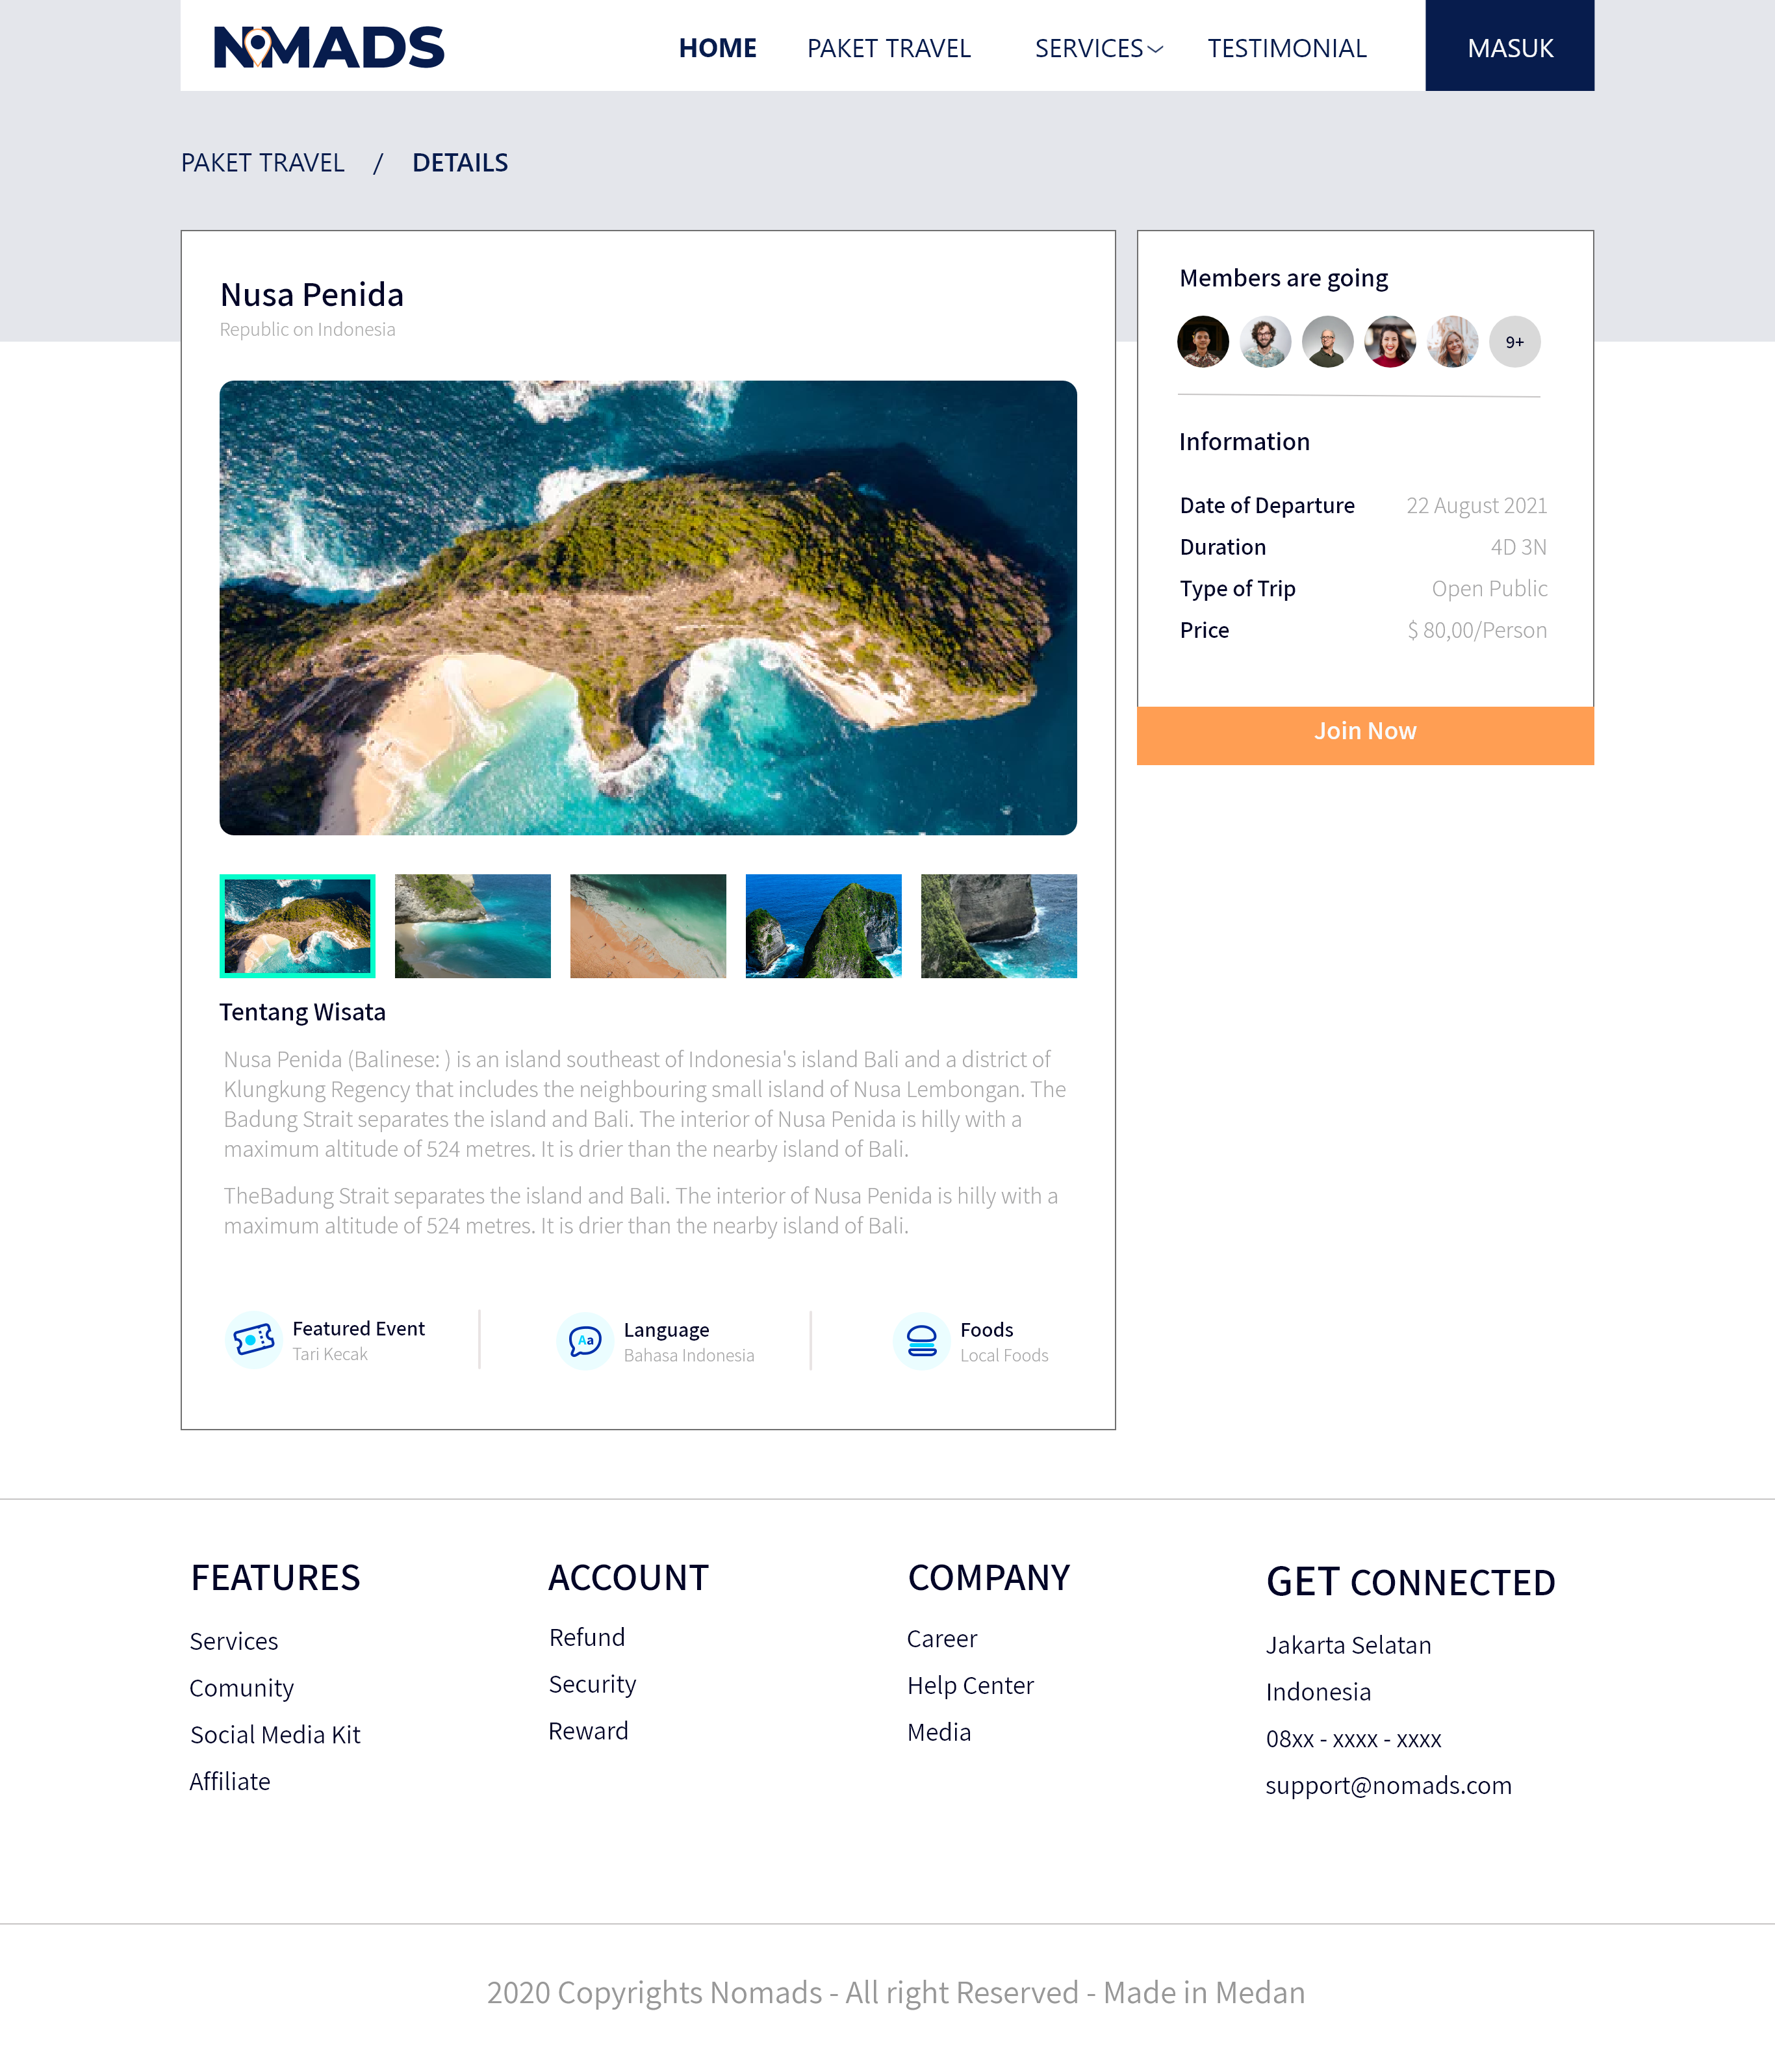 NOMADS
HOME
PAKET TRAVEL
SERVICES
TESTIMONIAL
MASUK
PAKET TRAVEL / DETAILS
Nusa Penida
Republic on Indonesia
Tentang Wisata
Nusa Penida (Balinese: ) is an island southeast of Indonesia's island Bali and a district of
Klungkung Regency that includes the neighbouring small island of Nusa Lembongan. The
Badung Strait separates the island and Bali. The interior of Nusa Penida is hilly with a
maximum altitude of 524 metres. It is drier than the nearby island of Bali.
TheBadung Strait separates the island and Bali. The interior of Nusa Penida is hilly with a
maximum altitude of 524 metres. It is drier than the nearby island of Bali.
Featured Event
Tari Kecak
Aa
Language
Bahasa Indonesia
Foods
Local Foods
Members are going
9+
Information
Date of Departure 22 August 2021
Duration 4D 3N
Type of Trip Open Public
Price $ 80,00/Person
Join Now
FEATURES
Services
Comunity
Social Media Kit
Affiliate
ACCOUNT
Refund
Security
Reward
COMPANY
Career
Help Center
Media
GET CONNECTED
Jakarta Selatan
Indonesia
08xx - xxxx - xxxx
support@nomads.com
2020 Copyrights Nomads - All right Reserved - Made in Medan